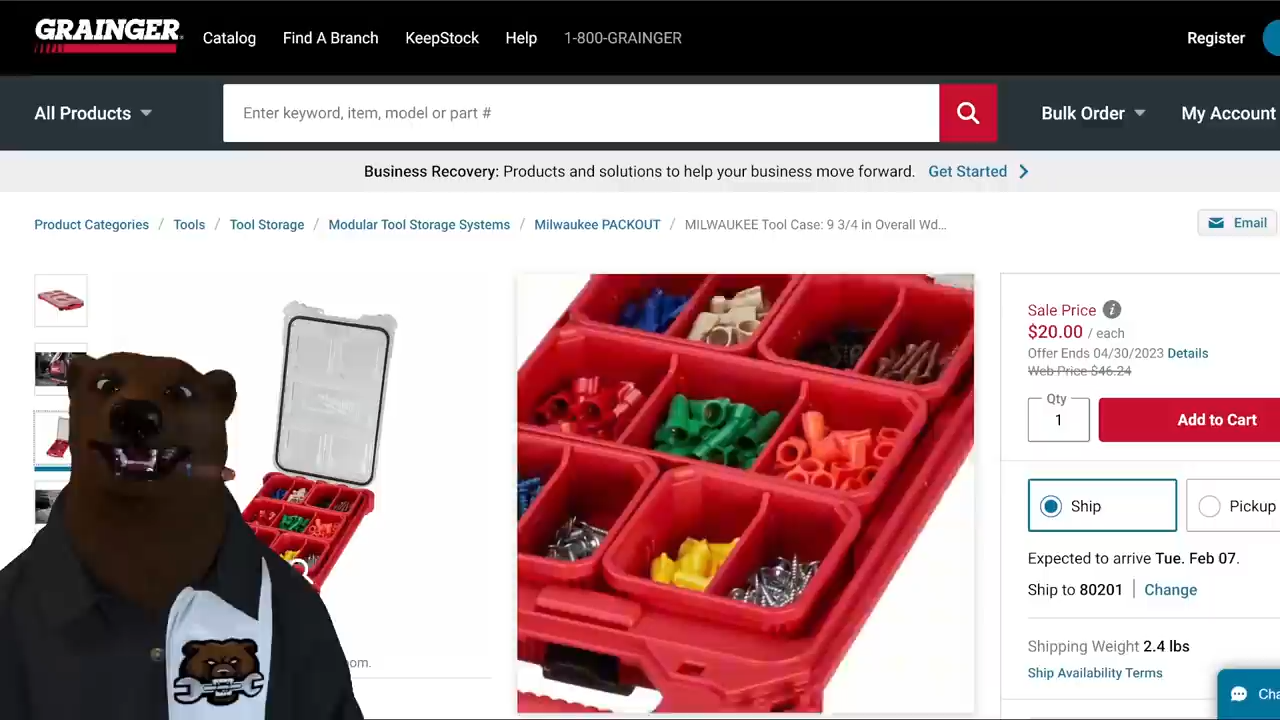 GRAINGER
Catalog
Find A Branch
KeepStock
Help
1-800-GRAINGER
Register
All Products
Enter keyword, item, model or part #
Bulk Order
My Account
Business Recovery: Products and solutions to help your business move forward. Get Started
Product Categories / Tools / Tool Storage / Modular Tool Storage Systems / Milwaukee PACKOUT / MILWAUKEE Tool Case: 9 3/4 in Overall Wd...
Email
Sale Price
$20.00 / each
Offer Ends 04/30/2023 Details
Web Price $46.24
Qty
1
Add to Cart
Ship
Pickup
Expected to arrive Tue. Feb 07.
Ship to 80201 | Change
Shipping Weight 2.4 lbs
Ship Availability Terms
oom.
Cha